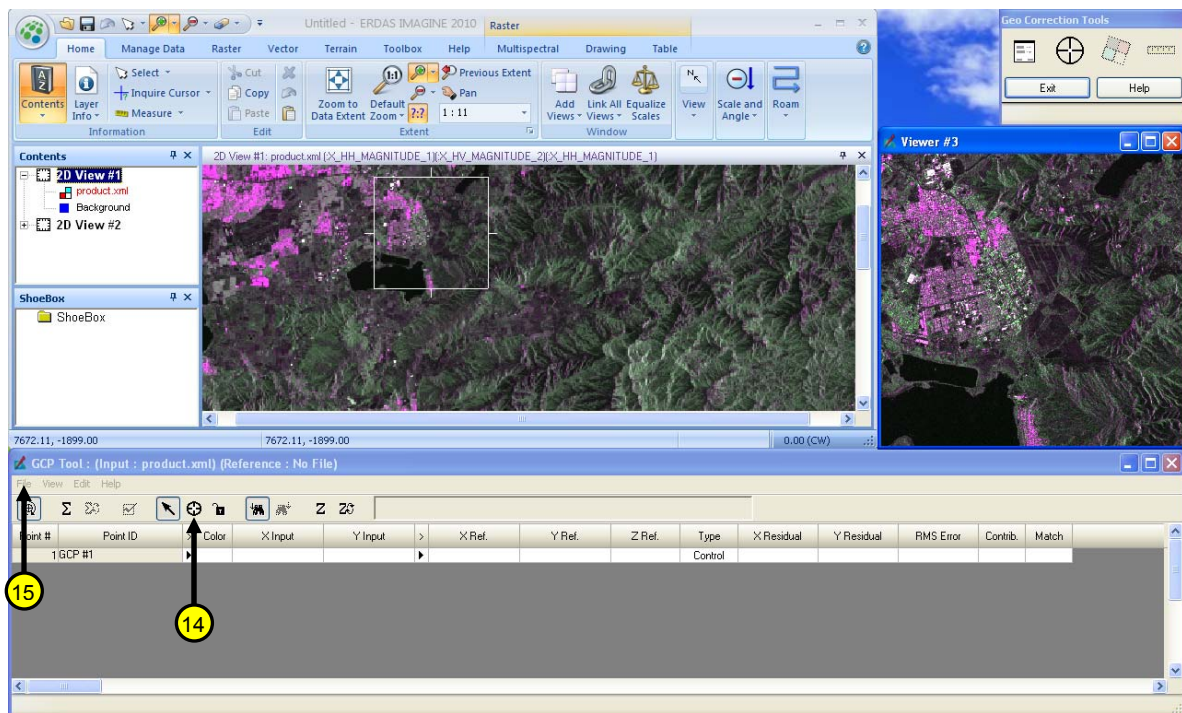 Untitled - ERDAS IMAGINE 2010 Raster
Home Manage Data Raster Vector Terrain Toolbox Help Multispectral Drawing Table
Contents
Layer Info
Select
Inquire Cursor
Measure
Information
Cut
Copy
Paste
Edit
Zoom to Data Extent
1:1
Default Zoom
?:?
Previous Extent
Pan
1 : 11
Extent
Add Views
Link All Views
Equalize Scales
Window
N
View
Scale and Angle
Roam
Geo Correction Tools
Exit Help
Contents
2D View #1
product.xml
Background
2D View #2
ShoeBox
ShoeBox
2D View #1: product.xml (:X_HH_MAGNITUDE_1)(:X_HV_MAGNITUDE_2)(:X_HH_MAGNITUDE_1)
Viewer #3
7672.11, -1899.00 7672.11, -1899.00 0.00 (CW)
GCP Tool : (Input : product.xml) (Reference : No File)
File View Edit Help
Σ Z
Point # Point ID > Color X Input Y Input > X Ref. Y Ref. Z Ref. Type X Residual Y Residual RMS Error Contrib. Match
1 GCP #1 Control
15
14